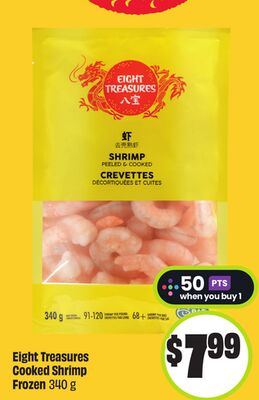 EIGHT
TREASURES
八宝
虾
去壳熟虾
SHRIMP
PEELED & COOKED
CREVETTES
DÉCORTIQUÉES ET CUITES
340 g
91-120
68+
50 PTS
when you buy 1
$7.99
Eight Treasures
Cooked Shrimp
Frozen 340 g